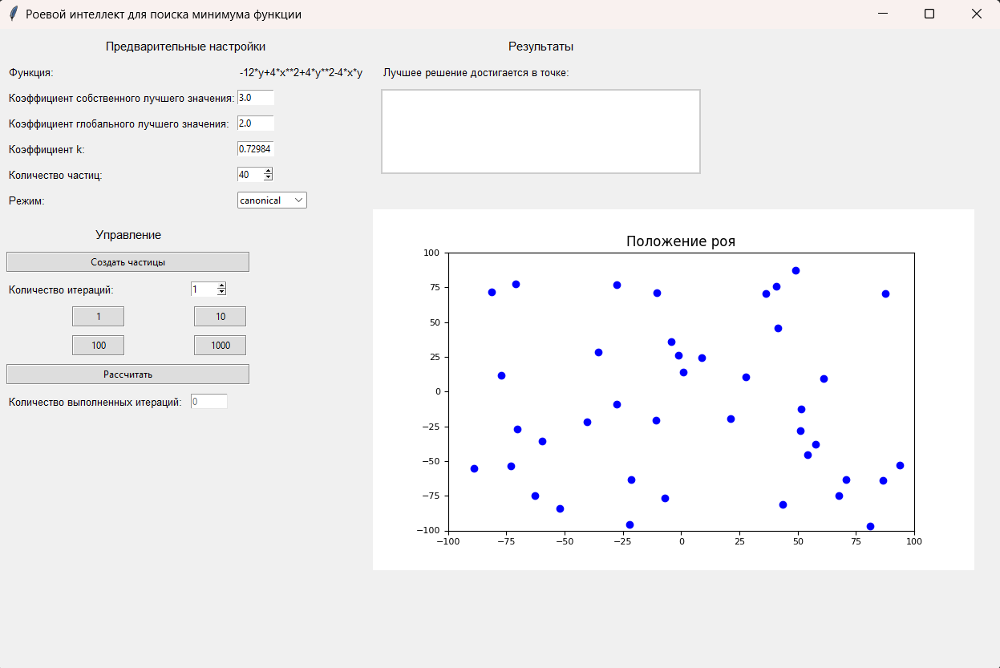 Роевой интеллект для поиска минимума функции
Предварительные настройки
Функция: -12*y+4*x**2+4*y**2-4*x*y
Коэффициент собственного лучшего значения: 3.0
Коэффициент глобального лучшего значения: 2.0
Коэффициент k: 0.72984
Количество частиц: 40
Режим: canonical
Управление
Создать частицы
Количество итераций: 1
1 10
100 1000
Рассчитать
Количество выполненных итераций: 0
Результаты
Лучшее решение достигается в точке:
Положение роя
100
75
50
25
0
−25
−50
−75
−100
−100 −75 −50 −25 0 25 50 75 100